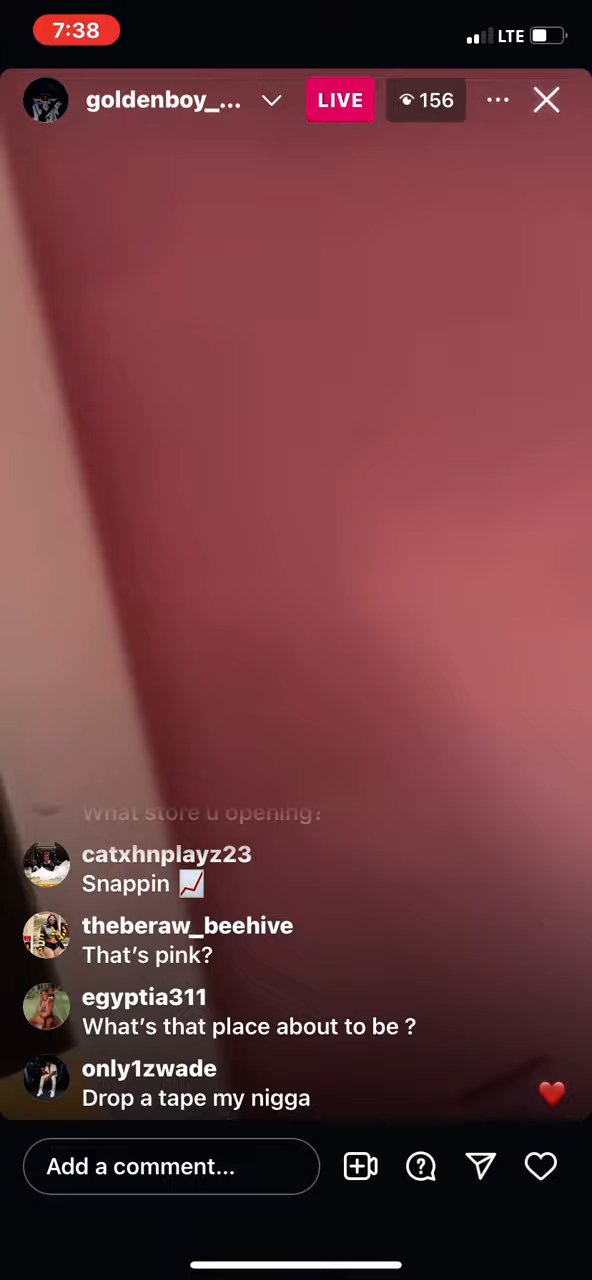 7:38
LTE
goldenboy_...
LIVE
156
What store u opening?
catxhnplayz23
Snappin 📈
theberaw_beehive
That’s pink?
egyptia311
What’s that place about to be ?
only1zwade
Drop a tape my nigga
Add a comment...